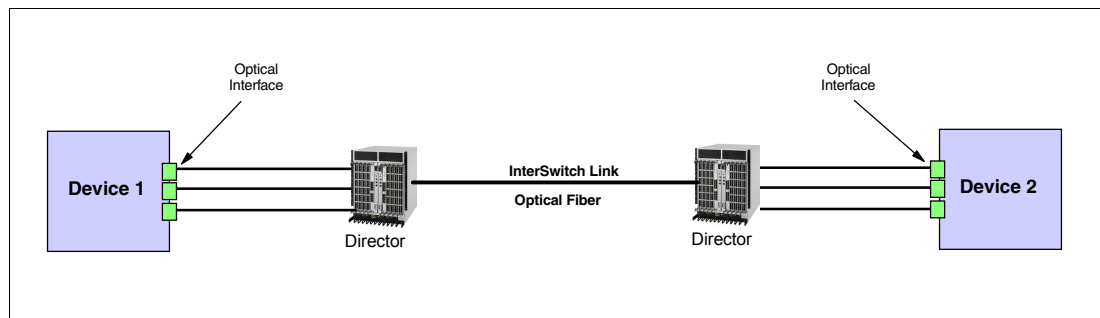 Optical
Interface
Optical
Interface
Device 1
InterSwitch Link
Optical Fiber
Device 2
Director
Director